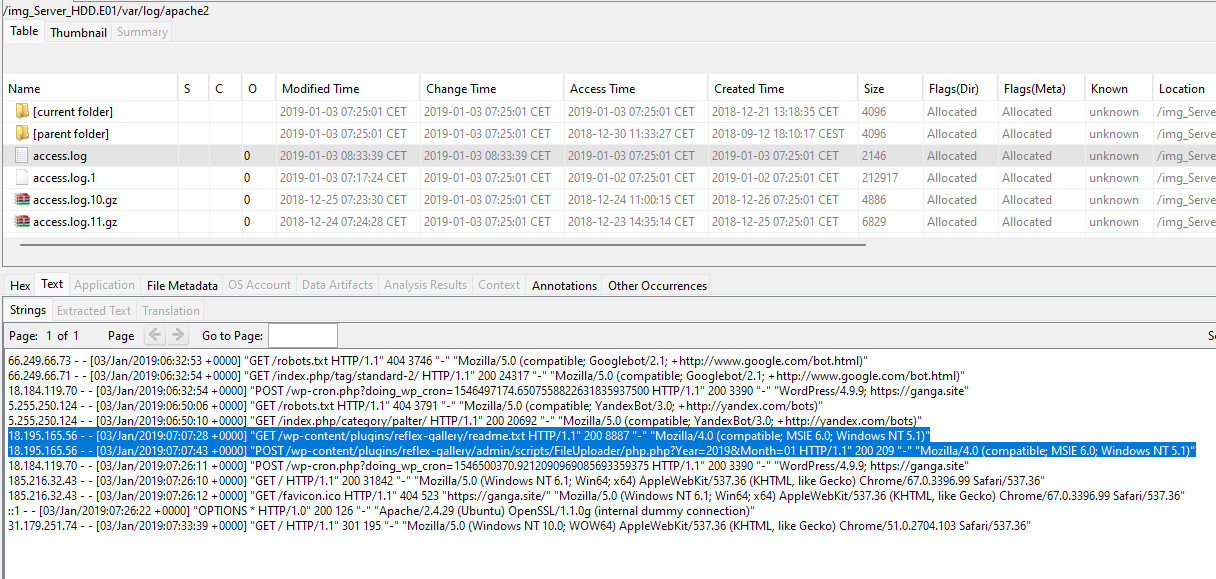 /img_Server_HDD.E01/var/log/apache2
Table Thumbnail Summary
Name S C O Modified Time Change Time Access Time Created Time Size Flags(Dir) Flags(Meta) Known Location
[current folder] 2019-01-03 07:25:01 CET 2019-01-03 07:25:01 CET 2019-01-03 07:25:01 CET 2018-12-21 13:18:35 CET 4096 Allocated Allocated unknown /img_Serve
[parent folder] 2019-01-03 07:25:01 CET 2019-01-03 07:25:01 CET 2018-12-30 11:33:27 CET 2018-09-12 18:10:17 CEST 4096 Allocated Allocated unknown /img_Serve
access.log 0 2019-01-03 08:33:39 CET 2019-01-03 08:33:39 CET 2019-01-03 07:25:01 CET 2019-01-03 07:25:01 CET 2146 Allocated Allocated unknown /img_Serve
access.log.1 0 2019-01-03 07:17:24 CET 2019-01-03 07:25:01 CET 2019-01-02 07:25:01 CET 2019-01-02 07:25:01 CET 212917 Allocated Allocated unknown /img_Serve
access.log.10.gz 0 2018-12-25 07:23:30 CET 2019-01-03 07:25:01 CET 2018-12-24 11:00:15 CET 2018-12-26 07:25:01 CET 4886 Allocated Allocated unknown /img_Serve
access.log.11.gz 0 2018-12-24 07:24:28 CET 2019-01-03 07:25:01 CET 2018-12-23 14:35:14 CET 2018-12-25 07:25:01 CET 6829 Allocated Allocated unknown /img_Serve
Hex Text Application File Metadata OS Account Data Artifacts Analysis Results Context Annotations Other Occurrences
Strings Extracted Text Translation
Page: 1 of 1 Page Go to Page:
66.249.66.73 - - [03/Jan/2019:06:32:53 +0000] "GET /robots.txt HTTP/1.1" 404 3746 "-" "Mozilla/5.0 (compatible; Googlebot/2.1; +http://www.google.com/bot.html)"
66.249.66.71 - - [03/Jan/2019:06:32:54 +0000] "GET /index.php/tag/standard-2/ HTTP/1.1" 200 24317 "-" "Mozilla/5.0 (compatible; Googlebot/2.1; +http://www.google.com/bot.html)"
18.184.119.70 - - [03/Jan/2019:06:32:54 +0000] "POST /wp-cron.php?doing_wp_cron=1546497174.6507558822631835937500 HTTP/1.1" 200 3390 "-" "WordPress/4.9.9; https://ganga.site"
5.255.250.124 - - [03/Jan/2019:06:50:06 +0000] "GET /robots.txt HTTP/1.1" 404 3791 "-" "Mozilla/5.0 (compatible; YandexBot/3.0; +http://yandex.com/bots)"
5.255.250.124 - - [03/Jan/2019:06:50:10 +0000] "GET /index.php/category/palter/ HTTP/1.1" 200 20692 "-" "Mozilla/5.0 (compatible; YandexBot/3.0; +http://yandex.com/bots)"
18.195.165.56 - - [03/Jan/2019:07:07:28 +0000] "GET /wp-content/plugins/reflex-gallery/readme.txt HTTP/1.1" 200 8887 "-" "Mozilla/4.0 (compatible; MSIE 6.0; Windows NT 5.1)"
18.195.165.56 - - [03/Jan/2019:07:07:43 +0000] "POST /wp-content/plugins/reflex-gallery/admin/scripts/FileUploader/php.php?Year=2019&Month=01 HTTP/1.1" 200 209 "-" "Mozilla/4.0 (compatible; MSIE 6.0; Windows NT 5.1)"
18.184.119.70 - - [03/Jan/2019:07:26:11 +0000] "POST /wp-cron.php?doing_wp_cron=1546500370.9212090969085693359375 HTTP/1.1" 200 3390 "-" "WordPress/4.9.9; https://ganga.site"
185.216.32.43 - - [03/Jan/2019:07:26:10 +0000] "GET / HTTP/1.1" 200 31842 "-" "Mozilla/5.0 (Windows NT 6.1; Win64; x64) AppleWebKit/537.36 (KHTML, like Gecko) Chrome/67.0.3396.99 Safari/537.36"
185.216.32.43 - - [03/Jan/2019:07:26:12 +0000] "GET /favicon.ico HTTP/1.1" 404 523 "https://ganga.site/" "Mozilla/5.0 (Windows NT 6.1; Win64; x64) AppleWebKit/537.36 (KHTML, like Gecko) Chrome/67.0.3396.99 Safari/537.36"
::1 - - [03/Jan/2019:07:26:22 +0000] "OPTIONS * HTTP/1.0" 200 126 "-" "Apache/2.4.29 (Ubuntu) OpenSSL/1.1.0g (internal dummy connection)"
31.179.251.74 - - [03/Jan/2019:07:33:39 +0000] "GET / HTTP/1.1" 301 195 "-" "Mozilla/5.0 (Windows NT 10.0; WOW64) AppleWebKit/537.36 (KHTML, like Gecko) Chrome/51.0.2704.103 Safari/537.36"